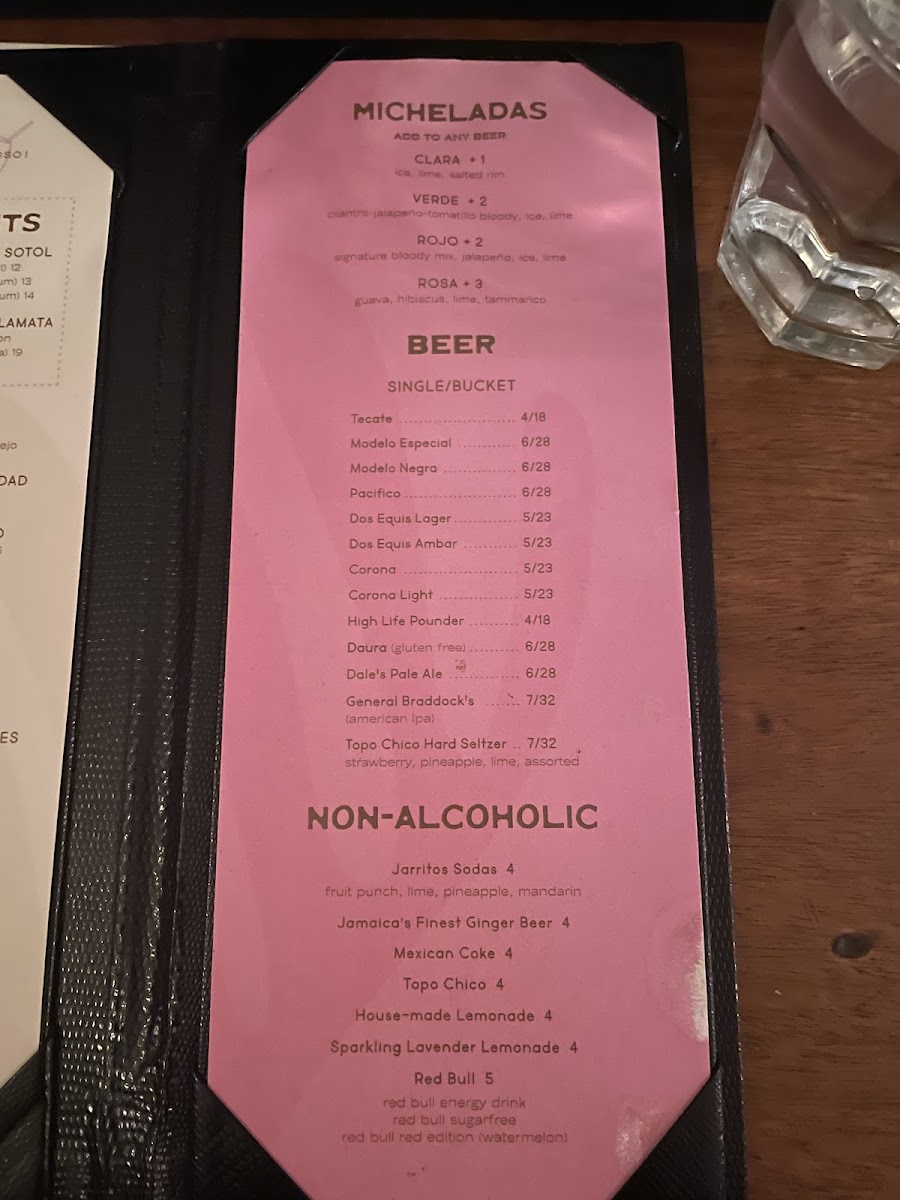 TS
SOTOL
12
um) 13
um) 14
LAMATA
on
a) 19
ejo
DAD
ES
MICHELADAS
ADD TO ANY BEER
CLARA + 1
ice, lime, salted rim
VERDE + 2
cilantro-jalapeño-tomatillo bloody, ice, lime
ROJO + 2
signature bloody mix, jalapeño, ice, lime
ROSA + 3
guava, hibiscus, lime, tammarico
BEER
SINGLE/BUCKET
Tecate .................... 4/18
Modelo Especial ............ 6/28
Modelo Negra ............... 6/28
Pacifico ................... 6/28
Dos Equis Lager ............ 5/23
Dos Equis Ambar ............ 5/23
Corona ..................... 5/23
Corona Light ............... 5/23
High Life Pounder .......... 4/18
Daura (gluten free) ........ 6/28
Dale's Pale Ale ............ 6/28
General Braddock's ...... 7/32
(american ipa)
Topo Chico Hard Seltzer .. 7/32
strawberry, pineapple, lime, assorted
NON-ALCOHOLIC
Jarritos Sodas 4
fruit punch, lime, pineapple, mandarin
Jamaica's Finest Ginger Beer 4
Mexican Coke 4
Topo Chico 4
House-made Lemonade 4
Sparkling Lavender Lemonade 4
Red Bull 5
red bull energy drink
red bull sugarfree
red bull red edition (watermelon)